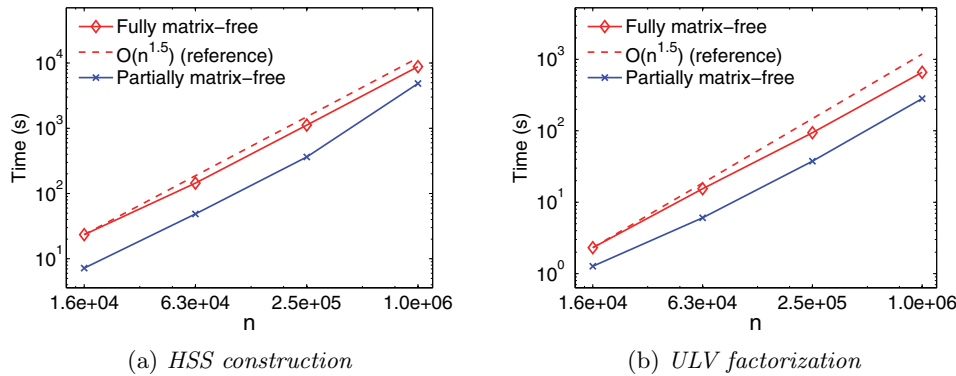 Fully matrix-free
O(n^1.5) (reference)
Partially matrix-free
Time (s)
10^4
10^3
10^2
10^1
1.6e+04
6.3e+04
2.5e+05
1.0e+06
n
(a) HSS construction
Fully matrix-free
O(n^1.5) (reference)
Partially matrix-free
Time (s)
10^3
10^2
10^1
10^0
1.6e+04
6.3e+04
2.5e+05
1.0e+06
n
(b) ULV factorization